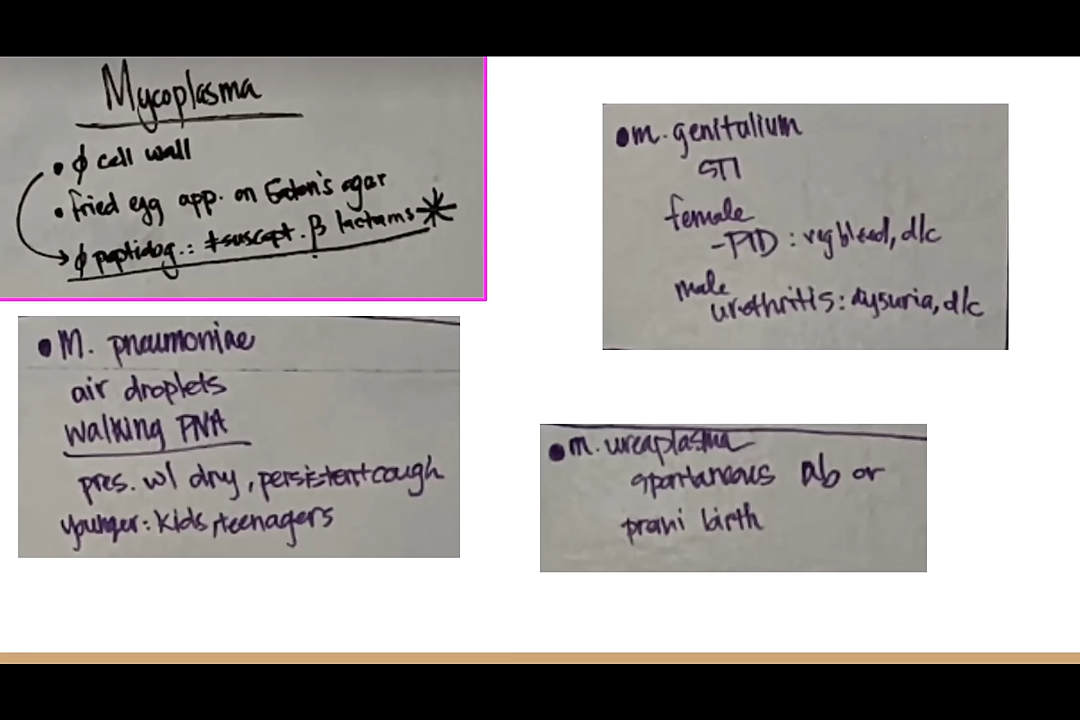 Mycoplasma
• ϕ cell wall
• fried egg app. on Eaton's agar
→ ϕ peptidog.: ≠ suscept. β lactams *
• M. pneumoniae
air droplets
walking PNA
pres. w/ dry, persistent cough
younger: kids/teenagers
• m. genitalium
STI
female
- PID : vag bleed, d/c
male
urethritis: dysuria, d/c
• m. ureaplasma
spontaneous ab or
prem birth